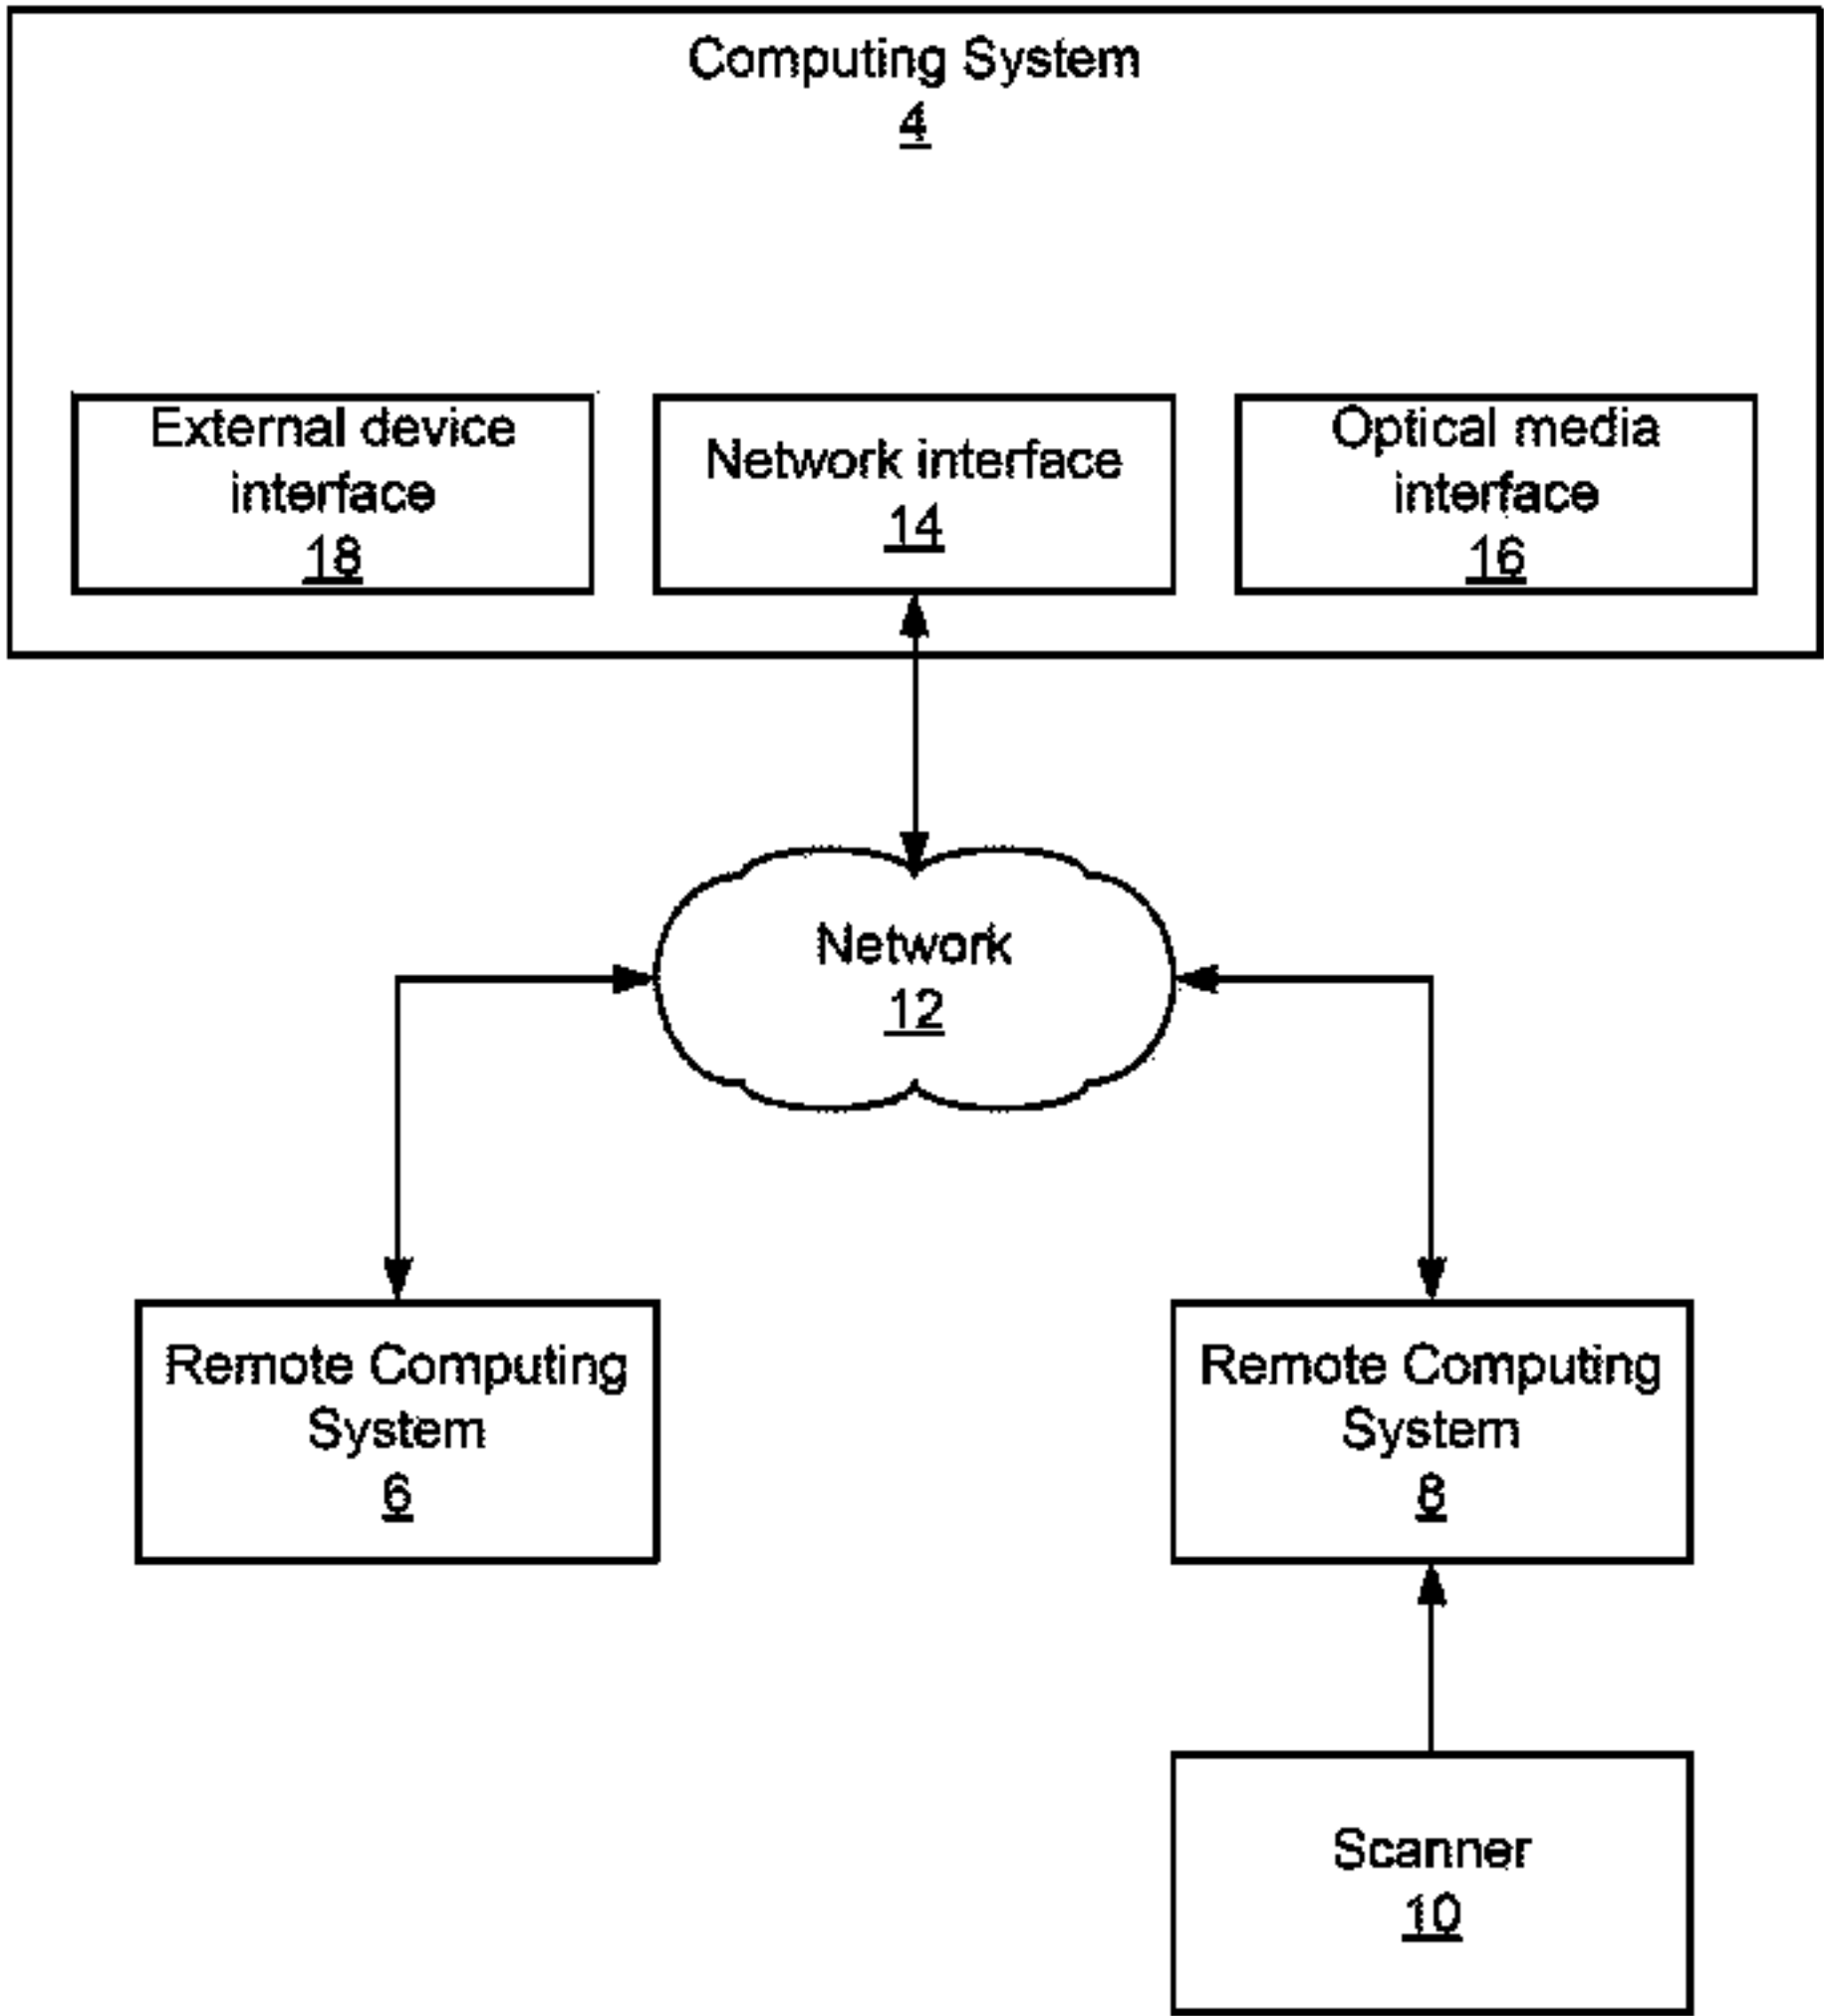 Computing System
4
External device
interface
18
Network interface
14
Optical media
interface
16
Network
12
Remote Computing
System
6
Remote Computing
System
8
Scanner
10